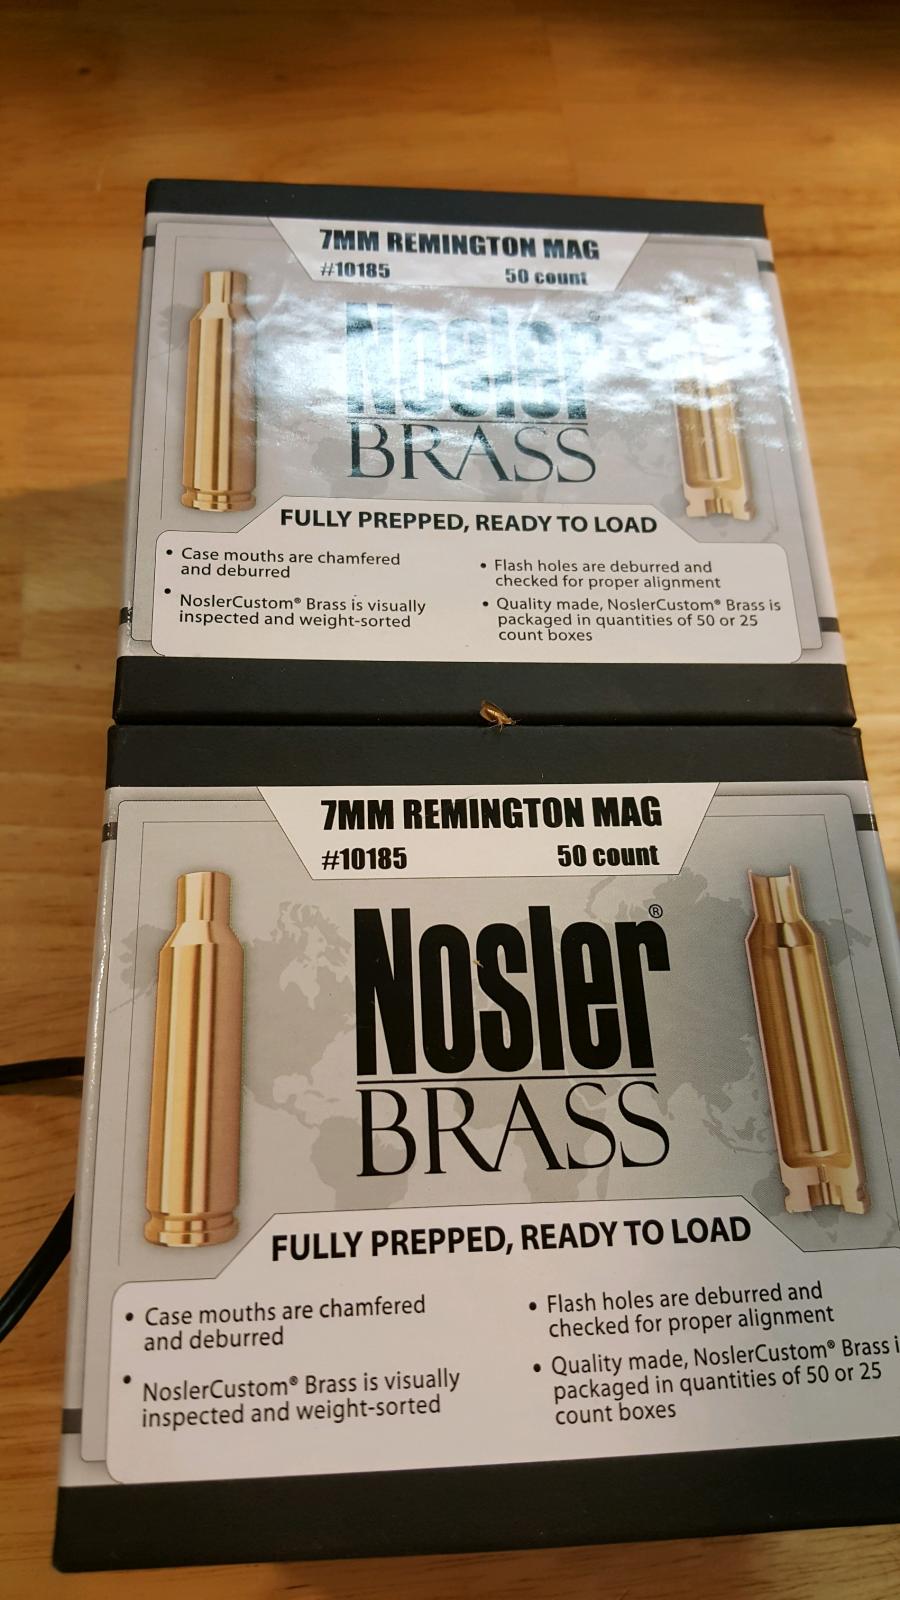 7MM REMINGTON MAG
#10185 50 count
Nosler®
BRASS
FULLY PREPPED, READY TO LOAD
• Case mouths are chamfered
and deburred
• NoslerCustom® Brass is visually
inspected and weight-sorted
• Flash holes are deburred and
checked for proper alignment
• Quality made, NoslerCustom® Brass is
packaged in quantities of 50 or 25
count boxes
7MM REMINGTON MAG
#10185 50 count
Nosler®
BRASS
FULLY PREPPED, READY TO LOAD
• Case mouths are chamfered
and deburred
• NoslerCustom® Brass is visually
inspected and weight-sorted
• Flash holes are deburred and
checked for proper alignment
• Quality made, NoslerCustom® Brass i
packaged in quantities of 50 or 25
count boxes